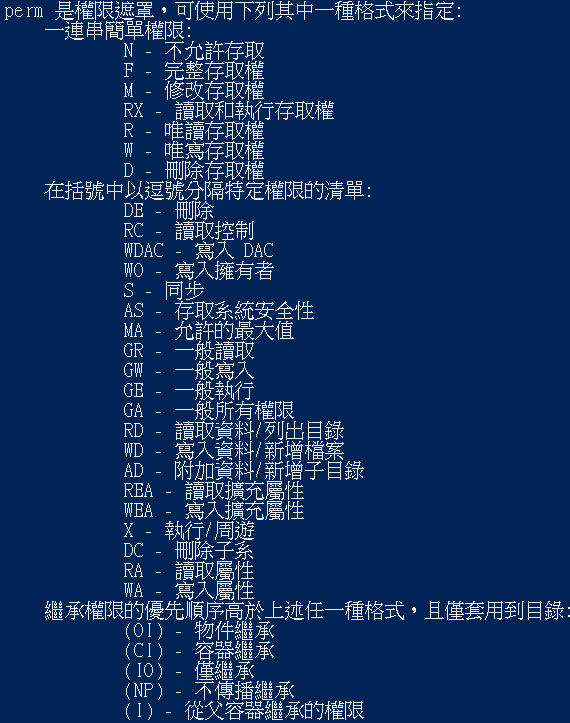 perm 是權限遮罩，可使用下列其中一種格式來指定:
一連串簡單權限:
N - 不允許存取
F - 完整存取權
M - 修改存取權
RX - 讀取和執行存取權
R - 唯讀存取權
W - 唯寫存取權
D - 刪除存取權
在括號中以逗號分隔特定權限的清單:
DE - 刪除
RC - 讀取控制
WDAC - 寫入 DAC
WO - 寫入擁有者
S - 同步
AS - 存取系統安全性
MA - 允許的最大值
GR - 一般讀取
GW - 一般寫入
GE - 一般執行
GA - 一般所有權限
RD - 讀取資料/列出目錄
WD - 寫入資料/新增檔案
AD - 附加資料/新增子目錄
REA - 讀取擴充屬性
WEA - 寫入擴充屬性
X - 執行/周遊
DC - 刪除子系
RA - 讀取屬性
WA - 寫入屬性
繼承權限的優先順序高於上述任一種格式，且僅套用到目錄:
(OI) - 物件繼承
(CI) - 容器繼承
(IO) - 僅繼承
(NP) - 不傳播繼承
(I) - 從父容器繼承的權限